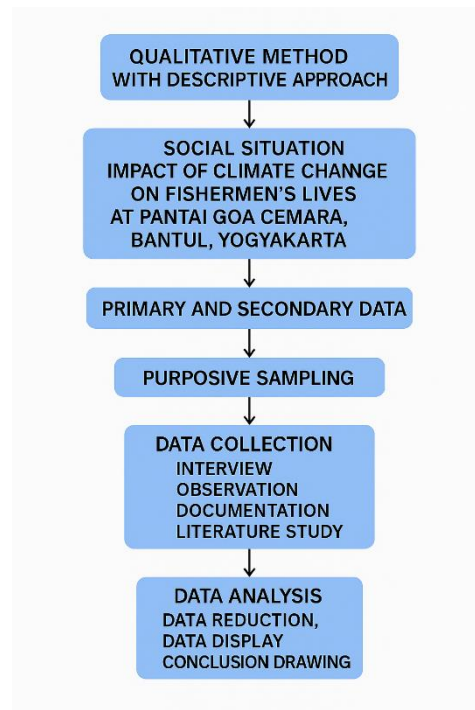 QUALITATIVE METHOD
WITH DESCRIPTIVE APPROACH
SOCIAL SITUATION
IMPACT OF CLIMATE CHANGE
ON FISHERMEN'S LIVES
AT PANTAI GOA CEMARA,
BANTUL, YOGYAKARTA
PRIMARY AND SECONDARY DATA
PURPOSIVE SAMPLING
DATA COLLECTION
INTERVIEW
OBSERVATION
DOCUMENTATION
LITERATURE STUDY
DATA ANALYSIS
DATA REDUCTION,
DATA DISPLAY
CONCLUSION DRAWING